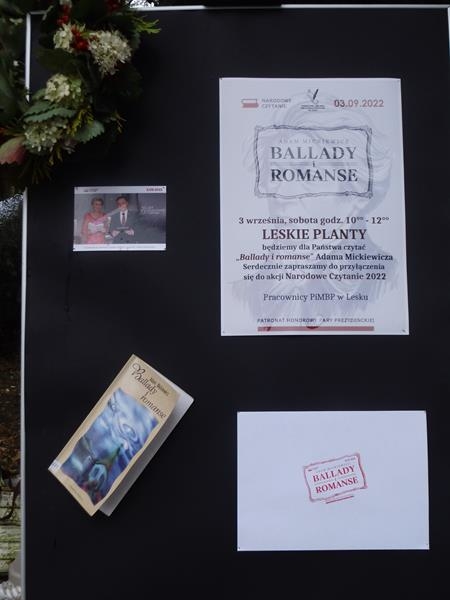 NARODOWE
CZYTANIE
03.09.2022
ADAM MICKIEWICZ
BALLADY
i
ROMANSE
3 września, sobota godz. 10⁰⁰ - 12⁰⁰
LESKIE PLANTY
będziemy dla Państwa czytać
„Ballady i romanse" Adama Mickiewicza
Serdecznie zapraszamy do przyłączenia
się do akcji Narodowe Czytanie 2022
Pracownicy PiMBP w Lesku
PATRONAT HONOROWY PARY PREZYDENCKIEJ
Ballady
i romanse
BALLADY
ROMANSE